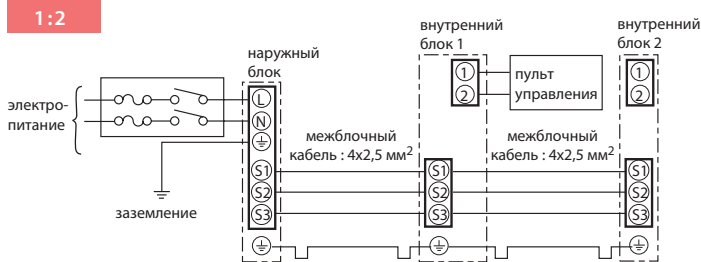 1:2
внутренний
блок 1
внутренний
блок 2
наружный
блок
электро-
питание
L
N
S1
S2
S3
заземление
межблочный
кабель : 4x2,5 мм²
S1
S2
S3
1
2
пульт
управления
межблочный
кабель : 4x2,5 мм²
1
2
S1
S2
S3